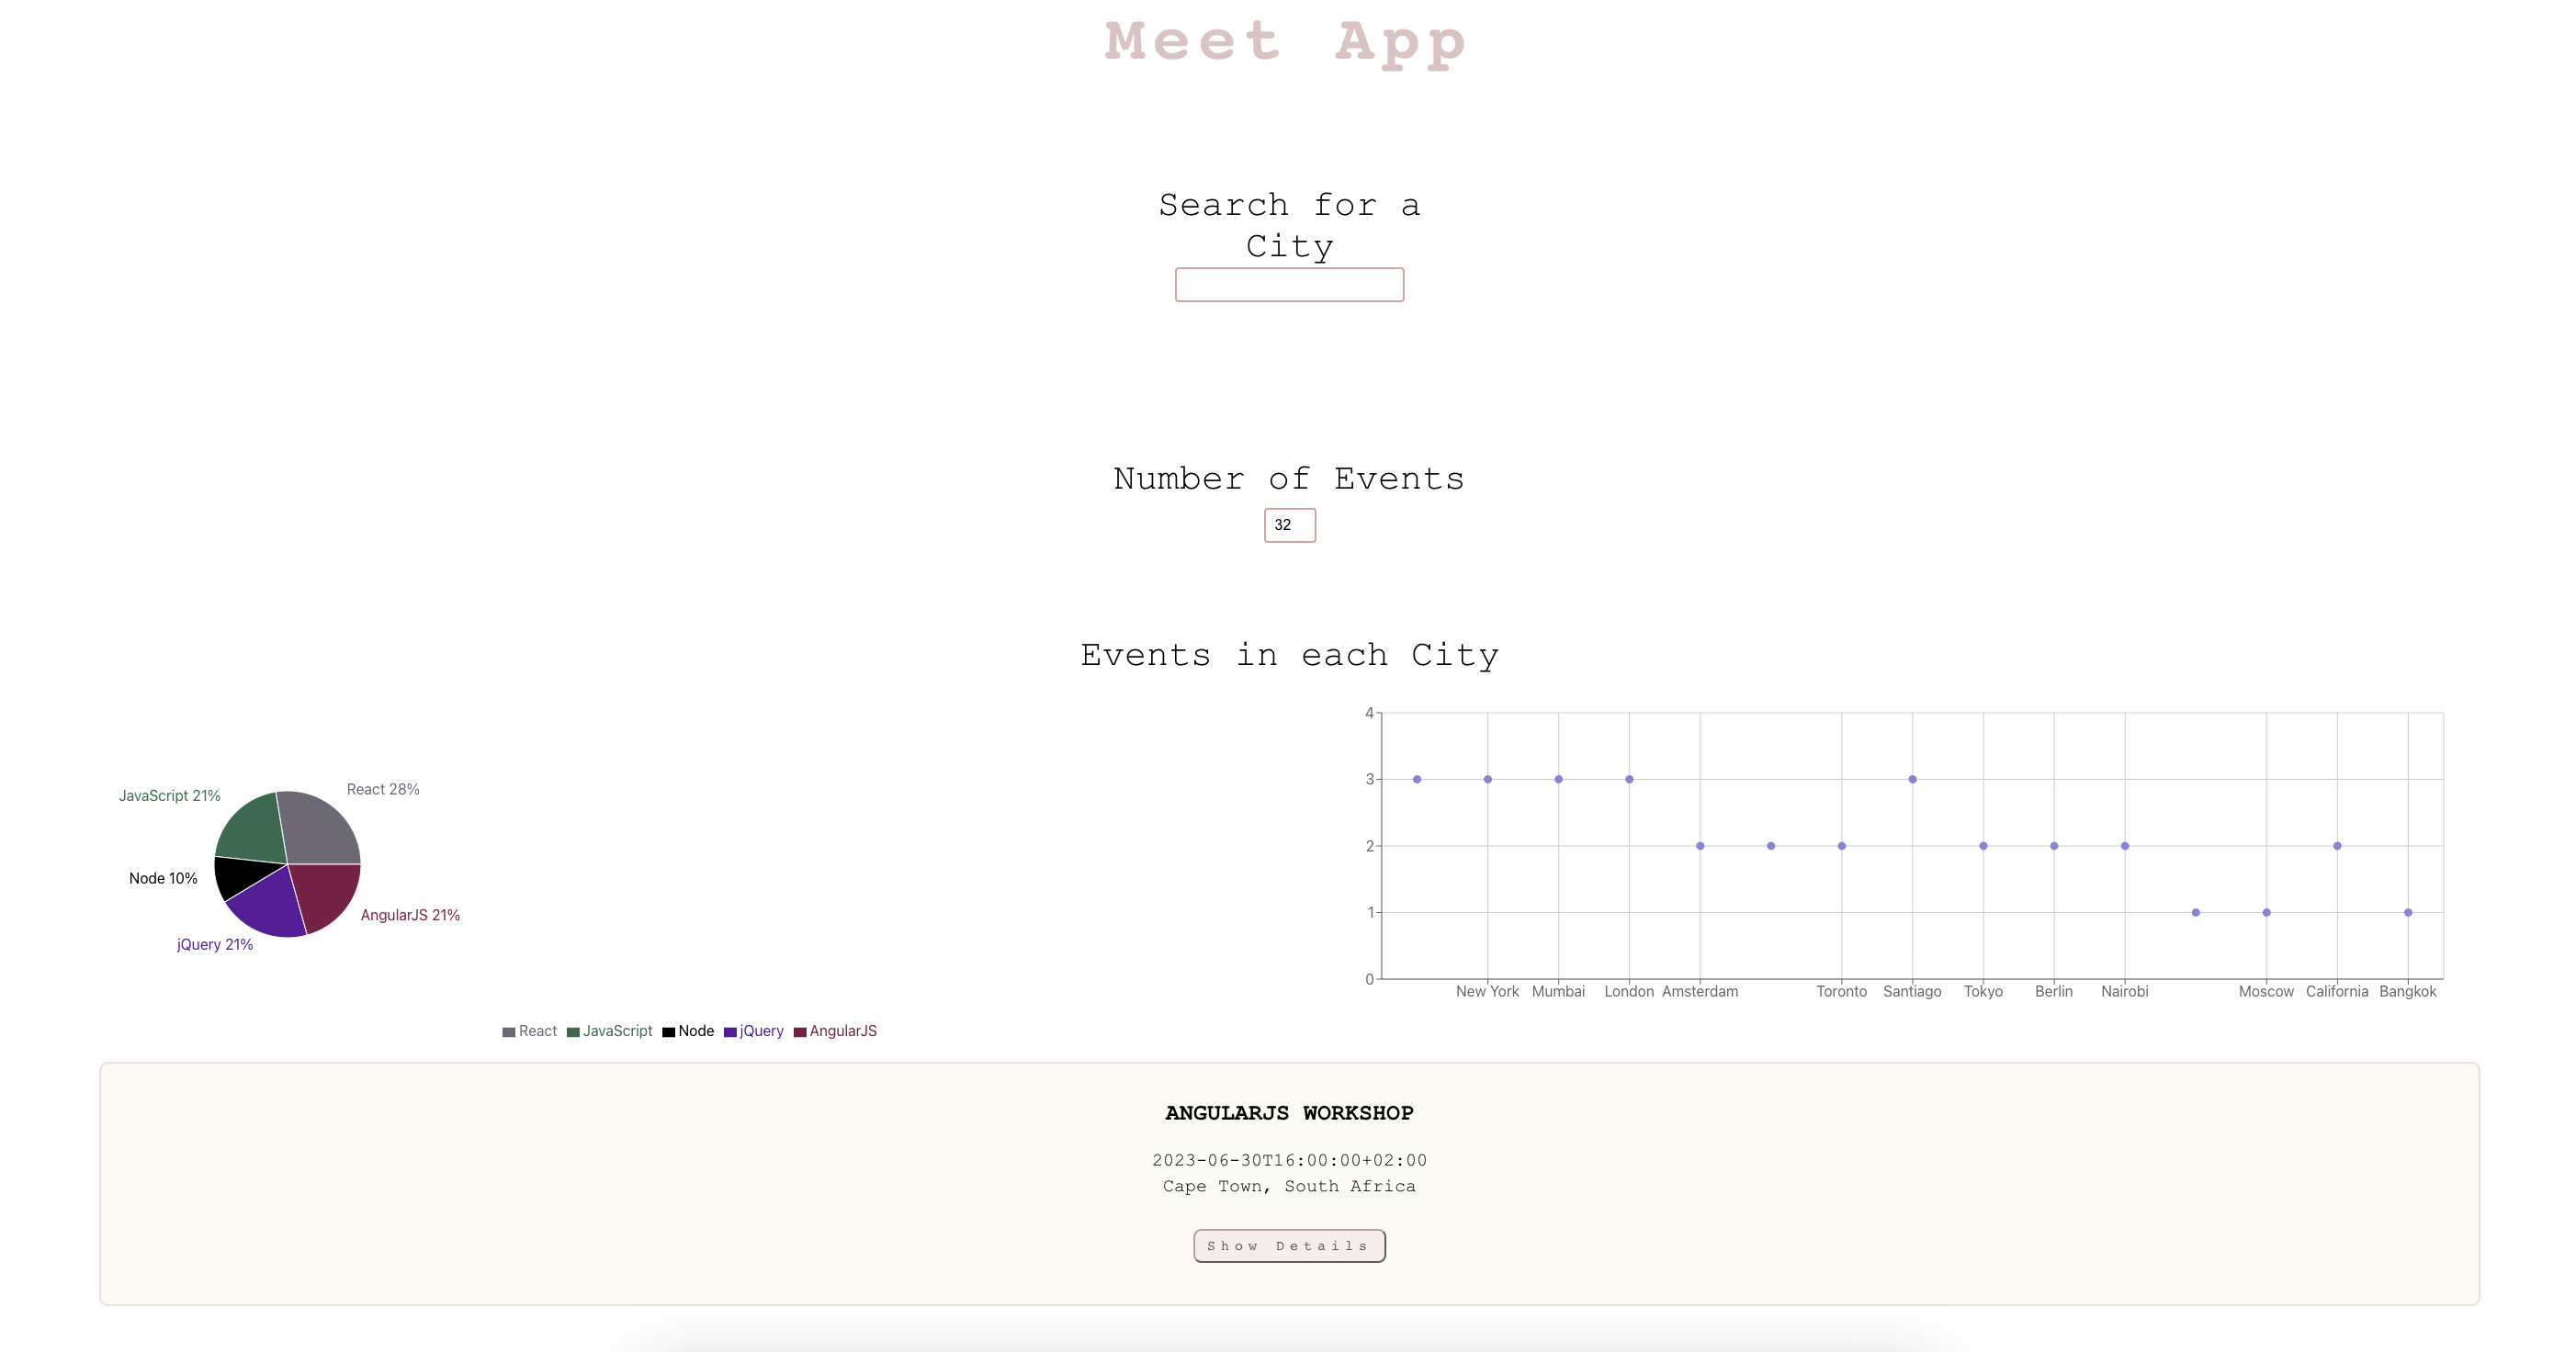 Meet App
Search for a
City
Number of Events
32
Events in each City
JavaScript 21%
React 28%
Node 10%
AngularJS 21%
jQuery 21%
React JavaScript Node jQuery AngularJS
4
3
2
1
0
New York Mumbai London Amsterdam Toronto Santiago Tokyo Berlin Nairobi Moscow California Bangkok
ANGULARJS WORKSHOP
2023-06-30T16:00:00+02:00
Cape Town, South Africa
Show Details